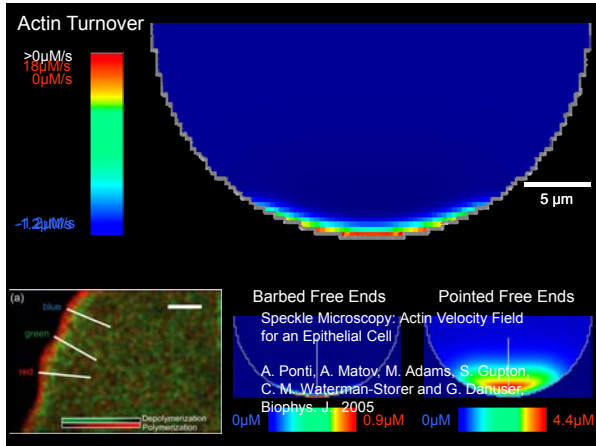 Actin Turnover
>0µM/s
18µM/s
0µM/s
5 µm
(a)
blue
green
red
Depolymerization
Polymerization
Barbed Free Ends
Pointed Free Ends
Speckle Microscopy: Actin Velocity Field
for an Epithelial Cell
A. Ponti, A. Matov, M. Adams, S. Gupton,
C. M. Waterman-Storer and G. Danuser,
Biophys. J. 2005
0µM
0.9µM
0µM
4.4µM